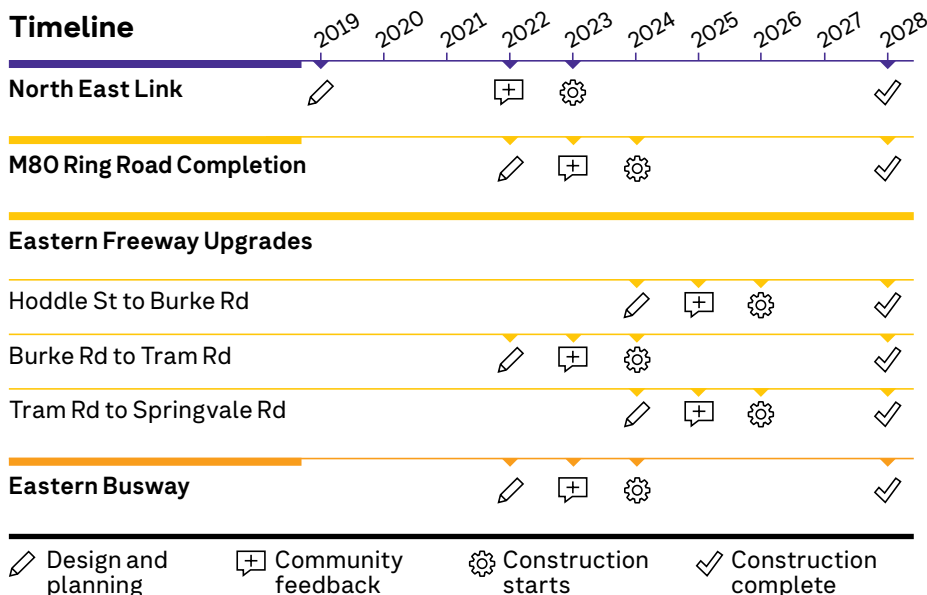 Timeline
2019 2020 2021 2022 2023 2024 2025 2026 2027 2028
North East Link
M80 Ring Road Completion
Eastern Freeway Upgrades
Hoddle St to Burke Rd
Burke Rd to Tram Rd
Tram Rd to Springvale Rd
Eastern Busway
Design and
planning
Community
feedback
Construction
starts
Construction
complete